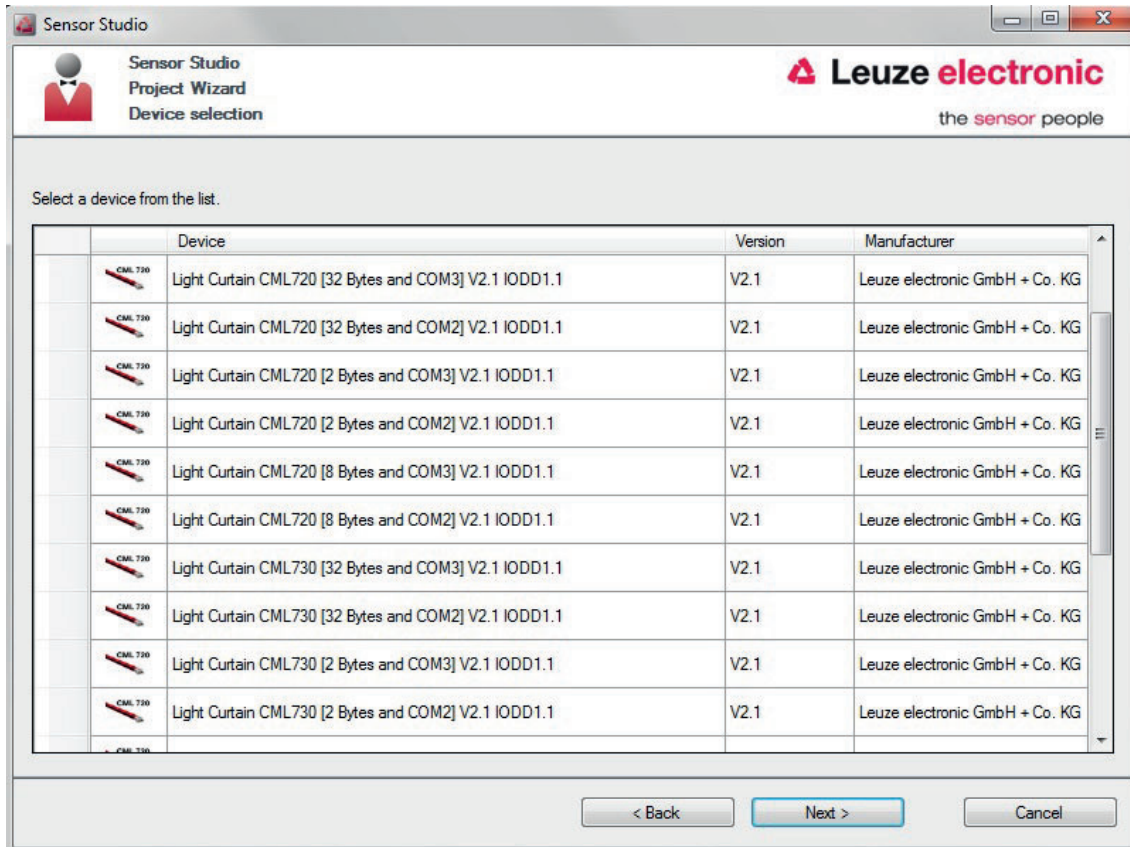 Sensor Studio
Sensor Studio
Project Wizard
Device selection
Leuze electronic
the sensor people
Select a device from the list.
Device Version Manufacturer
CML 720 Light Curtain CML720 [32 Bytes and COM3] V2.1 IODD1.1 V2.1 Leuze electronic GmbH + Co. KG
CML 720 Light Curtain CML720 [32 Bytes and COM2] V2.1 IODD1.1 V2.1 Leuze electronic GmbH + Co. KG
CML 720 Light Curtain CML720 [2 Bytes and COM3] V2.1 IODD1.1 V2.1 Leuze electronic GmbH + Co. KG
CML 720 Light Curtain CML720 [2 Bytes and COM2] V2.1 IODD1.1 V2.1 Leuze electronic GmbH + Co. KG
CML 720 Light Curtain CML720 [8 Bytes and COM3] V2.1 IODD1.1 V2.1 Leuze electronic GmbH + Co. KG
CML 720 Light Curtain CML720 [8 Bytes and COM2] V2.1 IODD1.1 V2.1 Leuze electronic GmbH + Co. KG
CML 720 Light Curtain CML730 [32 Bytes and COM3] V2.1 IODD1.1 V2.1 Leuze electronic GmbH + Co. KG
CML 720 Light Curtain CML730 [32 Bytes and COM2] V2.1 IODD1.1 V2.1 Leuze electronic GmbH + Co. KG
CML 720 Light Curtain CML730 [2 Bytes and COM3] V2.1 IODD1.1 V2.1 Leuze electronic GmbH + Co. KG
CML 720 Light Curtain CML730 [2 Bytes and COM2] V2.1 IODD1.1 V2.1 Leuze electronic GmbH + Co. KG
< Back Next > Cancel